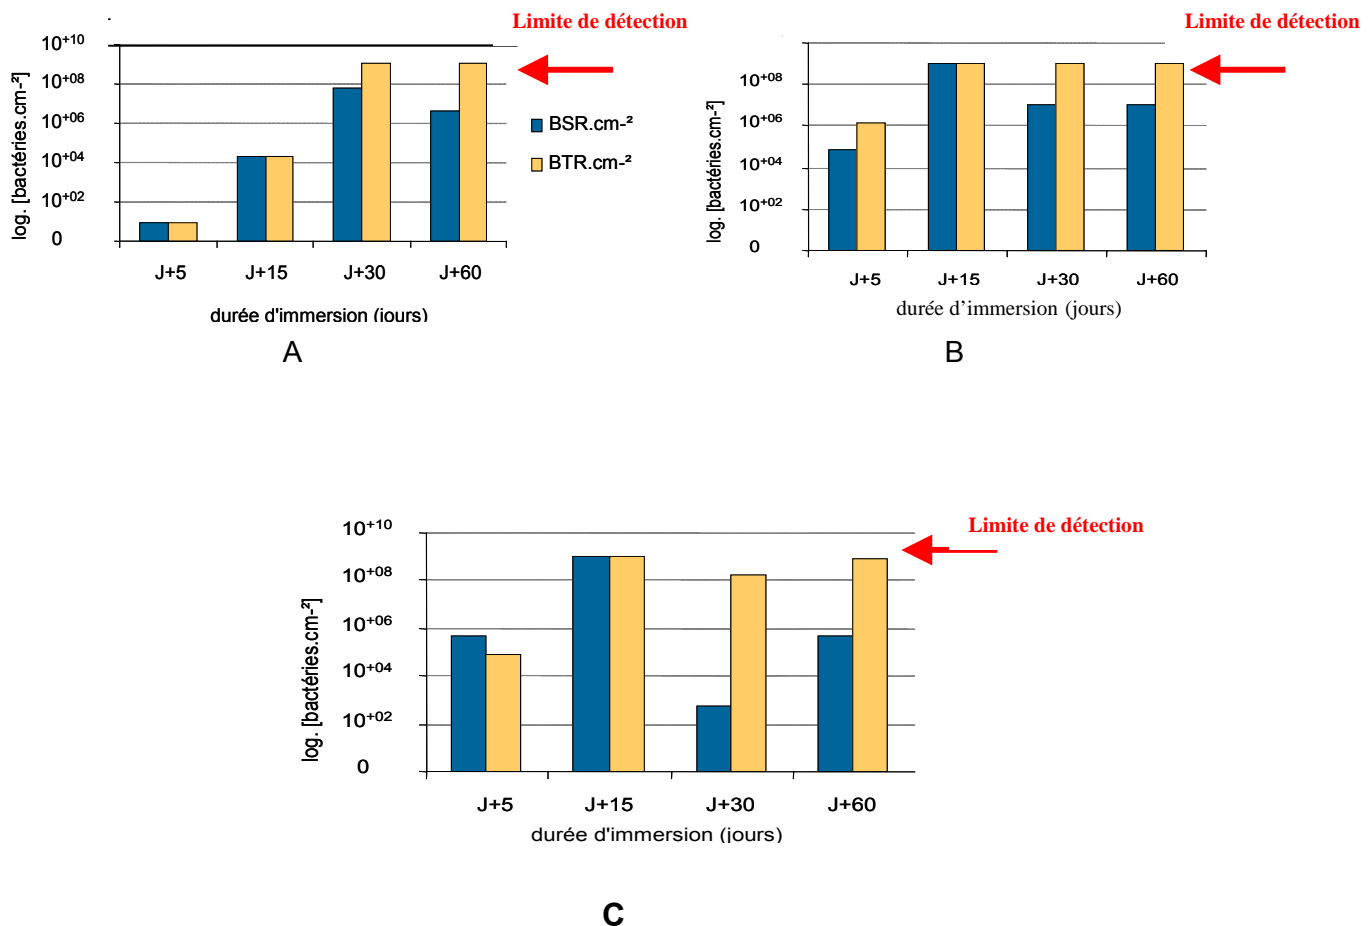 Limite de détection
10+10
10+08
10+06
10+04
10+02
0
log. [bactéries.cm-²]
J+5 J+15 J+30 J+60
durée d'immersion (iours)
BSR.cm-²
BTR.cm-²
A
Limite de détection
10+08
10+06
10+04
10+02
0
log. [bactéries.cm-²]
J+5 J+15 J+30 J+60
durée d’immersion (jours)
B
Limite de détection
10+10
10+08
10+06
10+04
10+02
0
log. [bactéries.cm-²]
J+5 J+15 J+30 J+60
durée d'immersion (jours)
C